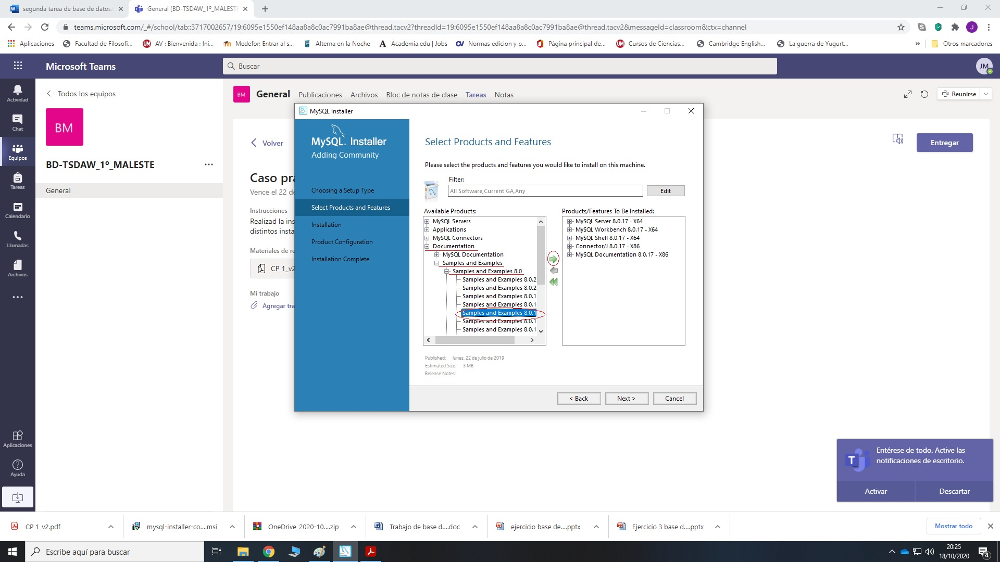 segunda tarea de base de datos.
General (BD-TSDAW_1º_MALESTE
teams.microsoft.com/_#/school/tab::3717002657/19:6095e1550ef148aa8a8c0ac7991ba8ae@thread.tacv2?threadId=19:6095e1550ef148aa8a8c0ac7991ba8ae@thread.tacv2&messageId=classroom&ctx=channel
J
Aplicaciones
Facultad de Filosofí...
AV : Bienvenida : Ini...
Medefor: Entrar al s...
Alterna en la Noche
Academia.edu | Jobs
Normas edicion y p...
Página principal de...
Cursos de Ciencias...
Cambridge English...
La guerra de Yugurt...
»
Otros marcadores
Microsoft Teams
Buscar
JM
Actividad
Chat
Equipos
Tareas
Calendario
Llamadas
Archivos
Aplicaciones
Ayuda
Todos los equipos
BM
BD-TSDAW_1º_MALESTE
General
BM
General
Publicaciones
Archivos
Bloc de notas de clase
Tareas
Notas
Reunirse
Volver
Entregar
Caso pr
Vence el 22 d
Instrucciones
Realizad la ins
distintos insta
Materiales de re
CP 1_v2
Mi trabajo
Agregar tra
MySQL Installer
MySQL. Installer
Adding Community
Choosing a Setup Type
Select Products and Features
Installation
Product Configuration
Installation Complete
Select Products and Features
Please select the products and features you would like to install on this machine.
Filter:
All Software,Current GA,Any
Edit
Available Products:
MySQL Servers
Applications
MySQL Connectors
Documentation
MySQL Documentation
Samples and Examples
Samples and Examples 8.0
Samples and Examples 8.0.2
Samples and Examples 8.0.2
Samples and Examples 8.0.1
Samples and Examples 8.0.1
Samples and Examples 8.0.1
Samples and Examples 8.0.1
Samples and Examples 8.0.1
Products/Features To Be Installed:
MySQL Server 8.0.17 - X64
MySQL Workbench 8.0.17 - X64
MySQL Shell 8.0.17 - X64
Connector/J 8.0.17 - X86
MySQL Documentation 8.0.17 - X86
Published: lunes, 22 de julio de 2019
Estimated Size: 3 MB
Release Notes:
< Back
Next >
Cancel
Entérese de todo. Active las
notificaciones de escritorio.
Activar
Descartar
CP 1_v2.pdf
mysql-installer-co....msi
OneDrive_2020-10....zip
Trabajo de base d....doc
ejercicio base de....pptx
Ejercicio 3 base d....pptx
Mostrar todo
Escribe aquí para buscar
20:25
18/10/2020
4